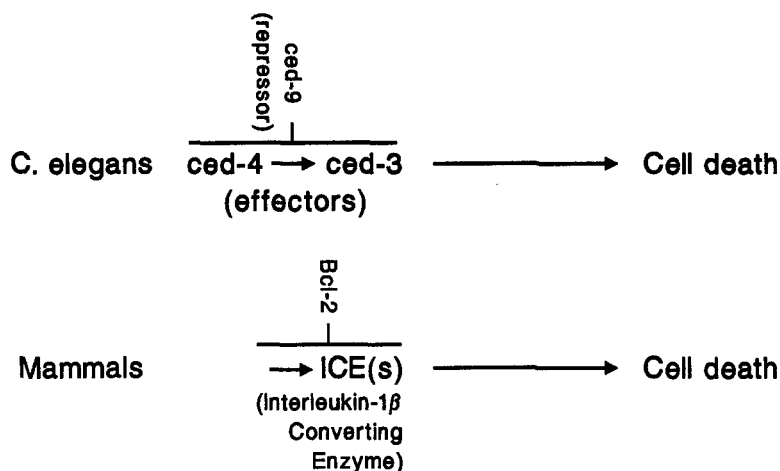 ced-9
(repressor)
C. elegans ced-4 → ced-3 → Cell death
(effectors)
Bcl-2
Mammals → ICE(s) → Cell death
(Interleukin-1β
Converting
Enzyme)